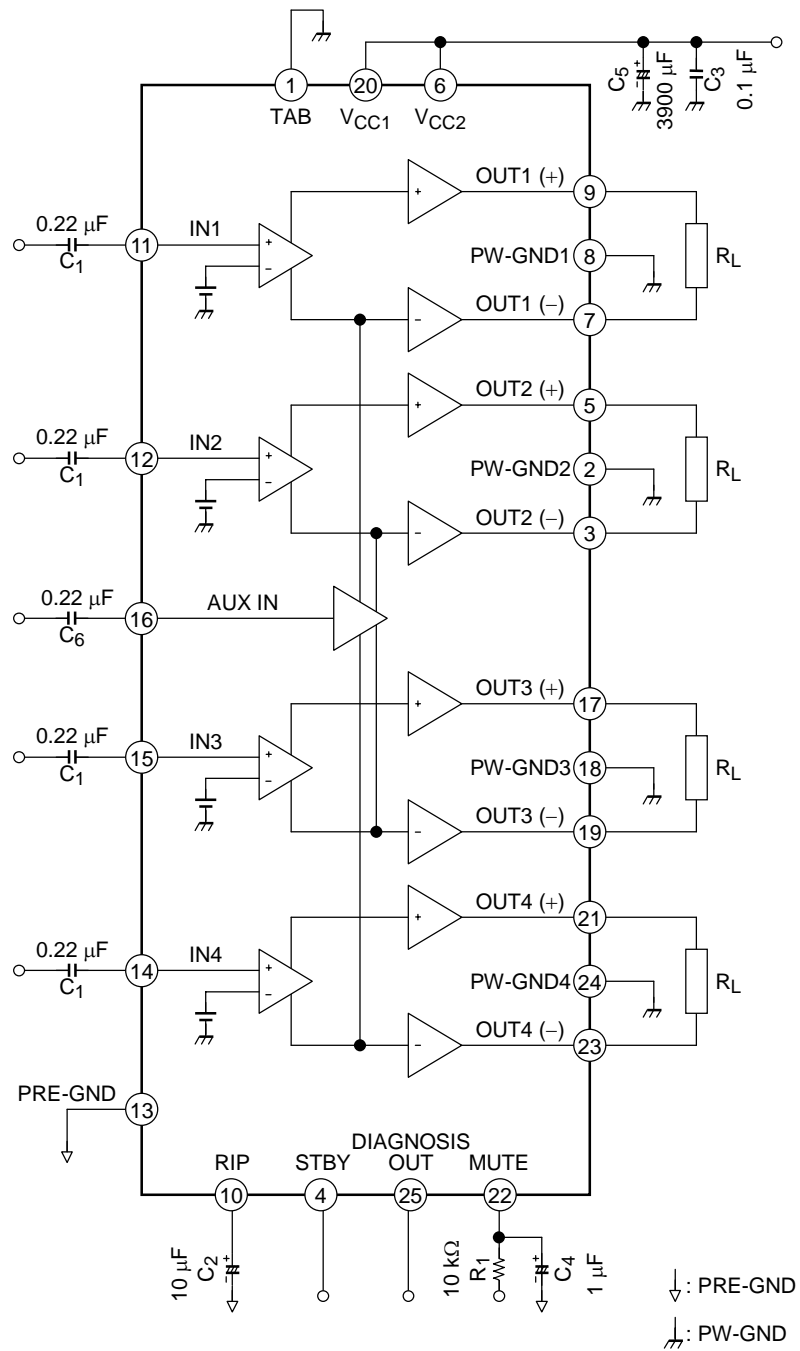 1 20 6
TAB VCC1 VCC2
C5 3900 μF C3 0.1 μF
OUT1 (+) 9
0.22 μF
C1 11 IN1 + − +
PW-GND1 8 RL
OUT1 (−) − 7
OUT2 (+) + 5
0.22 μF
C1 12 IN2 + −
PW-GND2 2 RL
OUT2 (−) − 3
0.22 μF
C6 16 AUX IN
OUT3 (+) + 17
0.22 μF
C1 15 IN3 + −
PW-GND3 18 RL
OUT3 (−) − 19
OUT4 (+) + 21
0.22 μF
C1 14 IN4 + −
PW-GND4 24 RL
OUT4 (−) − 23
PRE-GND 13
DIAGNOSIS
RIP STBY OUT MUTE
10 4 25 22
10 μF C2 − + 10 kΩ R1 − + C4 1 μF
: PRE-GND
: PW-GND